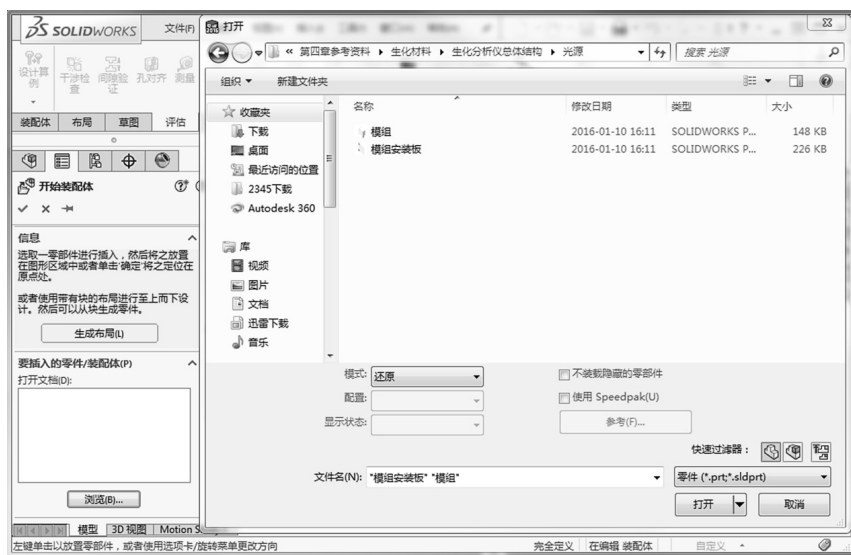 SOLIDWORKS 文件(F) 打开
« 第四章参考资料 ▸ 生化材料 ▸ 生化分析仪总体结构 ▸ 光源 搜索 光源
设计算例 干涉检查 间隙验证 孔对齐 测量
组织 新建文件夹
装配体 布局 草图 评估
开始装配体
信息
选取一零部件进行插入，然后将之放置
在图形区域中或者单击'确定'将之定位在
原点处。
或者使用带有块的布局进行至上而下设
计。然后可以从块生成零件。
生成布局(L)
要插入的零件/装配体(P)
打开文档(D):
浏览(B)...
收藏夹
下载
桌面
最近访问的位置
2345下载
Autodesk 360
库
视频
图片
文档
迅雷下载
音乐
名称 修改日期 类型 大小
模组 2016-01-10 16:11 SOLIDWORKS P... 148 KB
模组安装板 2016-01-10 16:11 SOLIDWORKS P... 226 KB
模式: 还原 不装载隐藏的零部件
配置: 使用 Speedpak(U)
显示状态: 参考(F)...
快速过滤器：
文件名(N): "模组安装板" "模组" 零件 (*.prt;*.sldprt)
打开 取消
模型 3D 视图 Motion S
左键单击以放置零部件，或者使用选项卡/旋转菜单更改方向 完全定义 在编辑 装配体 自定义